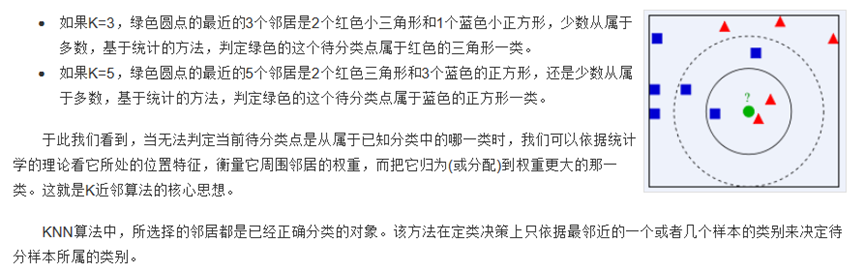 • 如果K=3，绿色圆点的最近的3个邻居是2个红色小三角形和1个蓝色小正方形，少数从属于
多数，基于统计的方法，判定绿色的这个待分类点属于红色的三角形一类。
• 如果K=5，绿色圆点的最近的5个邻居是2个红色三角形和3个蓝色的正方形，还是少数从属
于多数，基于统计的方法，判定绿色的这个待分类点属于蓝色的正方形一类。
于此我们看到，当无法判定当前待分类点是从属于已知分类中的哪一类时，我们可以依据统计
学的理论看它所处的位置特征，衡量它周围邻居的权重，而把它归为(或分配)到权重更大的那一
类。这就是K近邻算法的核心思想。
KNN算法中，所选择的邻居都是已经正确分类的对象。该方法在定类决策上只依据最邻近的一个或者几个样本的类别来决定待
分样本所属的类别。
?